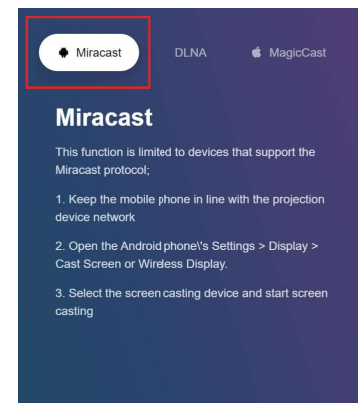 Miracast DLNA MagicCast
Miracast
This function is limited to devices that support the
Miracast protocol;
1. Keep the mobile phone in line with the projection
device network
2. Open the Android phone\'s Settings > Display >
Cast Screen or Wireless Display.
3. Select the screen casting device and start screen
casting